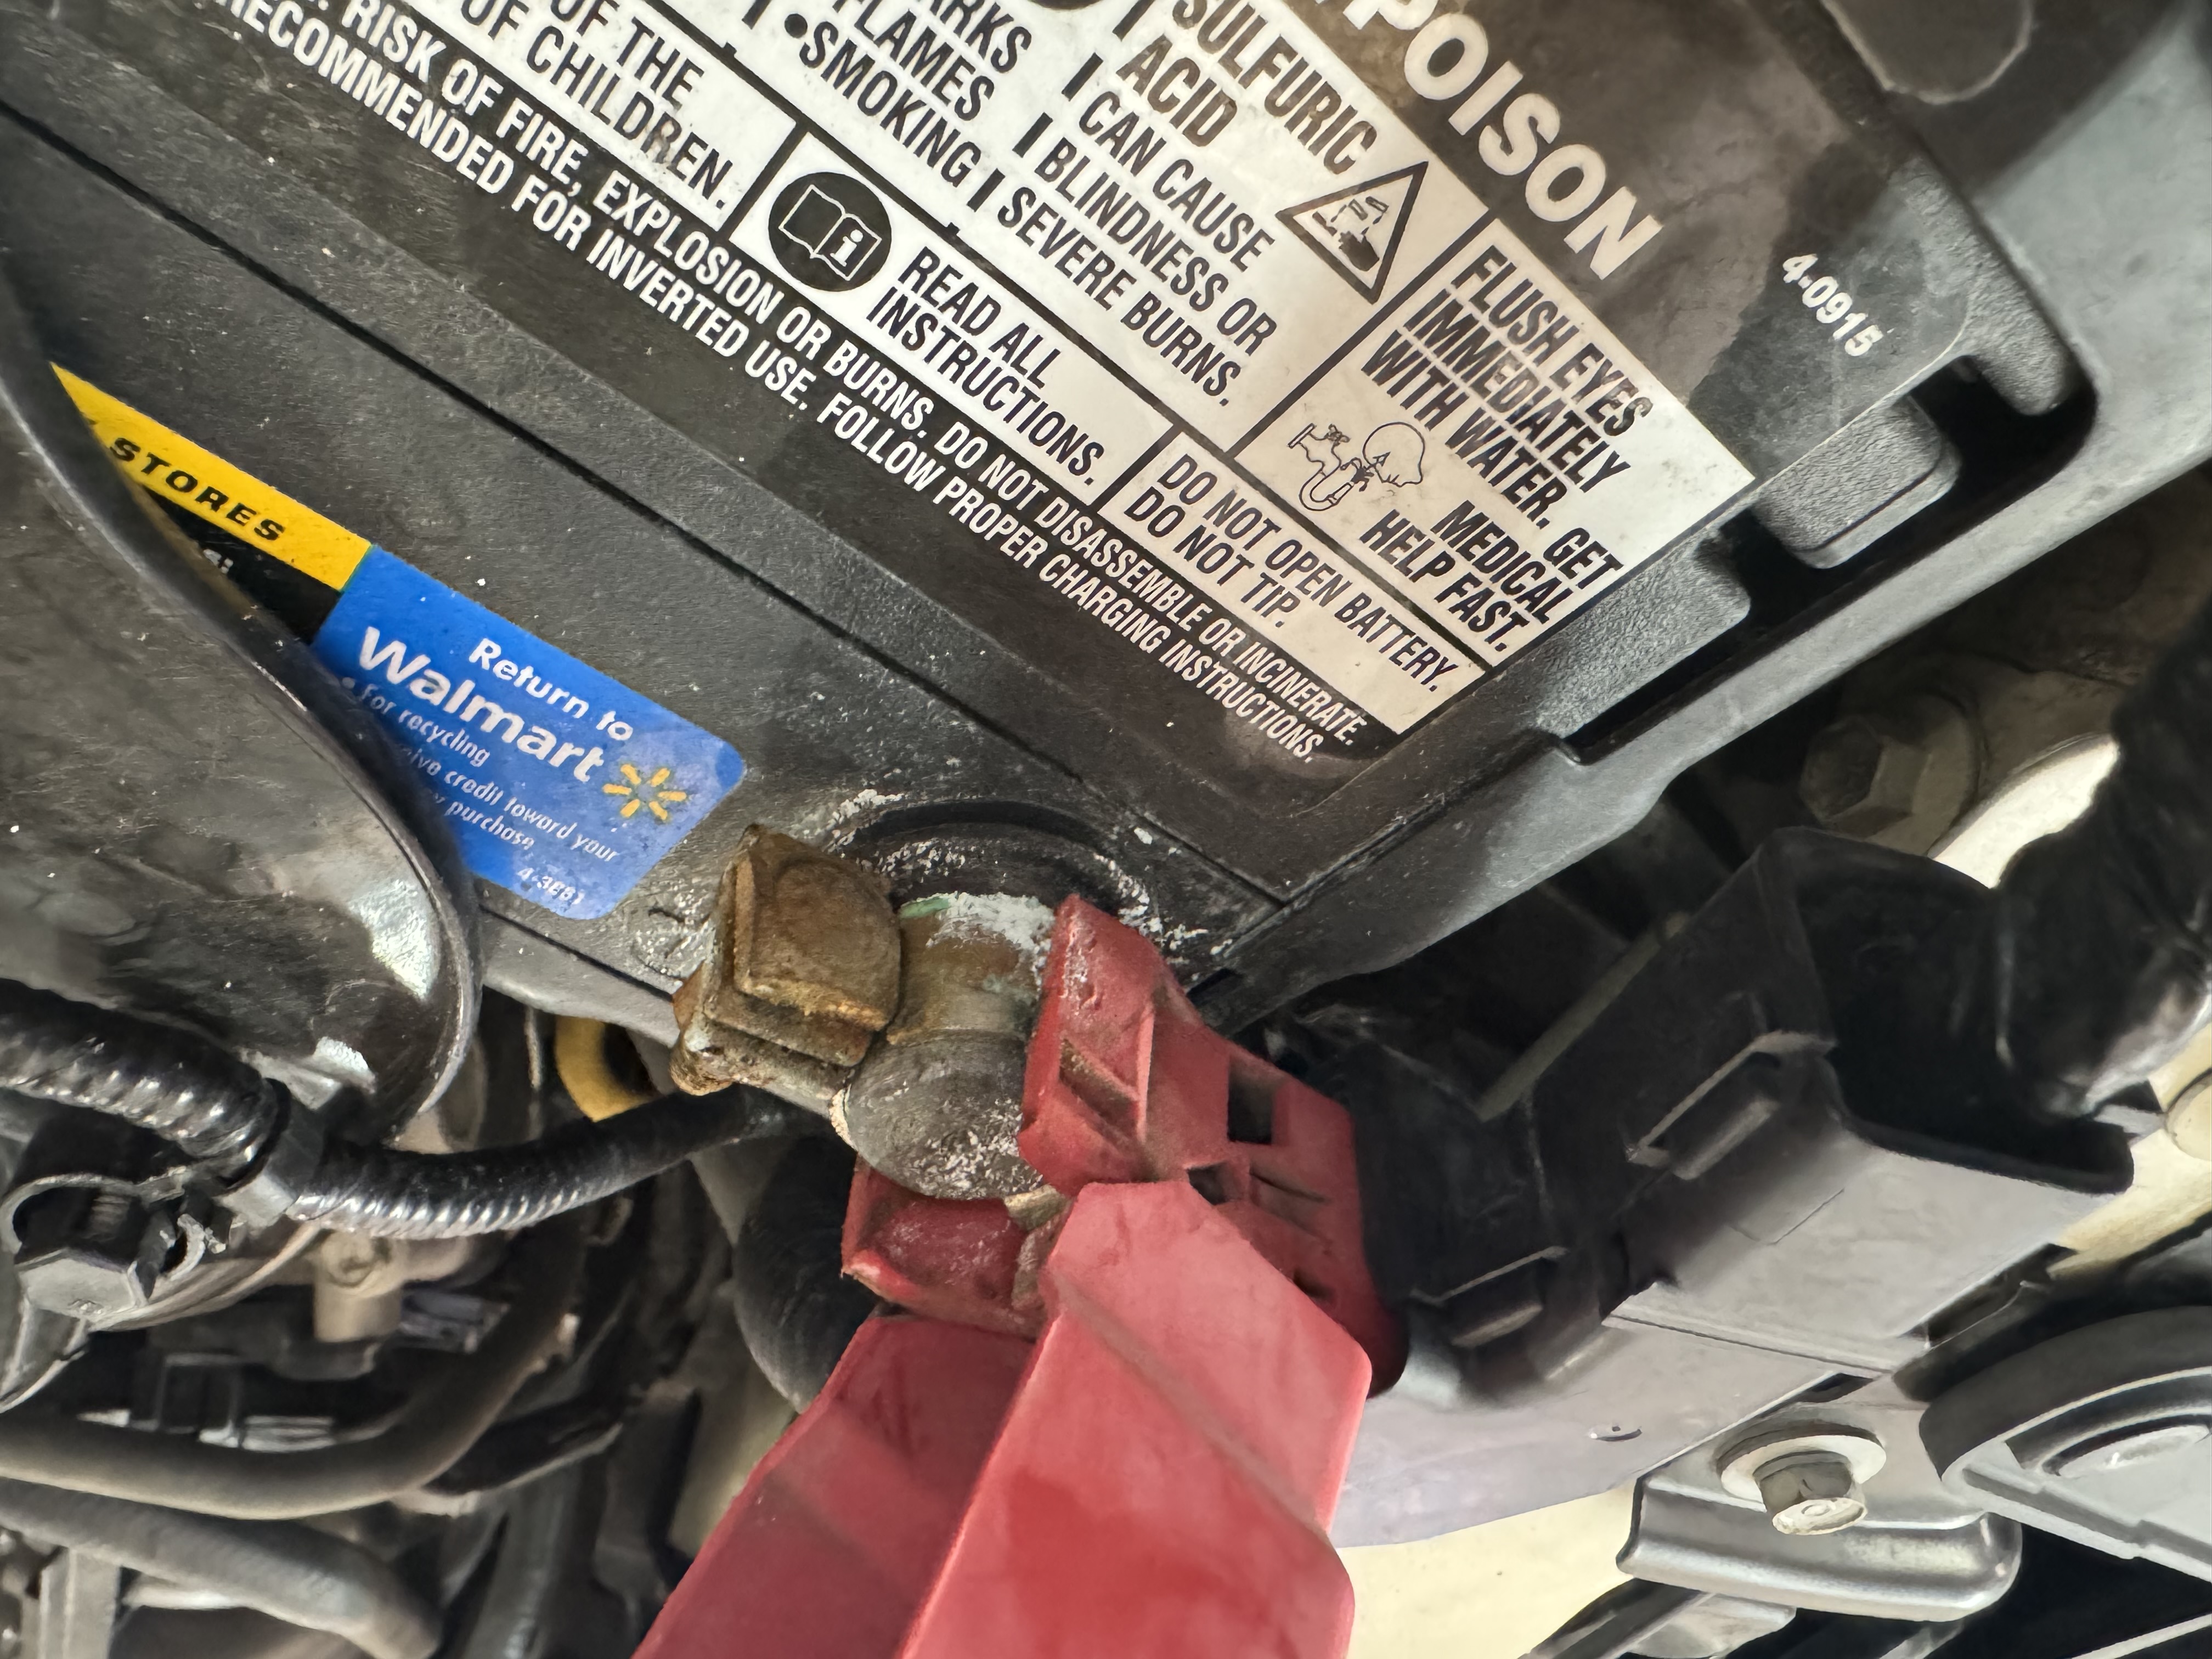 Return to
Walmart
for recycling
credit toward your
purchase
4-3EB1
STORES
RISK OF FIRE, EXPLOSION OR BURNS. DO NOT DISASSEMBLE OR INCINERATE.
RECOMMENDED FOR INVERTED USE. FOLLOW PROPER CHARGING INSTRUCTIONS.
OF THE
OF CHILDREN.
READ ALL
INSTRUCTIONS.
DO NOT TIP.
DO NOT OPEN BATTERY.
FLAMES
•SMOKING
SULFURIC
ACID
CAN CAUSE
BLINDNESS OR
SEVERE BURNS.
FLUSH EYES
IMMEDIATELY
WITH WATER. GET
MEDICAL
HELP FAST.
POISON
4-0915